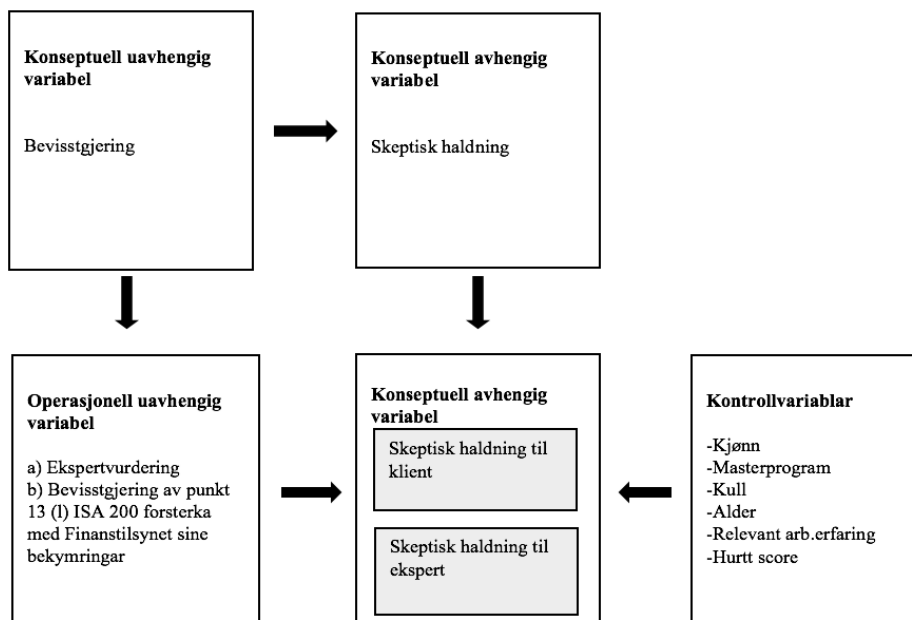 Konseptuell uavhengig
variabel
Bevisstgjering
Konseptuell avhengig
variabel
Skeptisk haldning
Operasjonell uavhengig
variabel
a) Ekspertvurdering
b) Bevisstgjering av punkt
13 (l) ISA 200 forsterka
med Finanstilsynet sine
bekymringar
Konseptuell avhengig
variabel
Skeptisk haldning til
klient
Skeptisk haldning til
ekspert
Kontrollvariablar
-Kjønn
-Masterprogram
-Kull
-Alder
-Relevant arb.erfaring
-Hurtt score